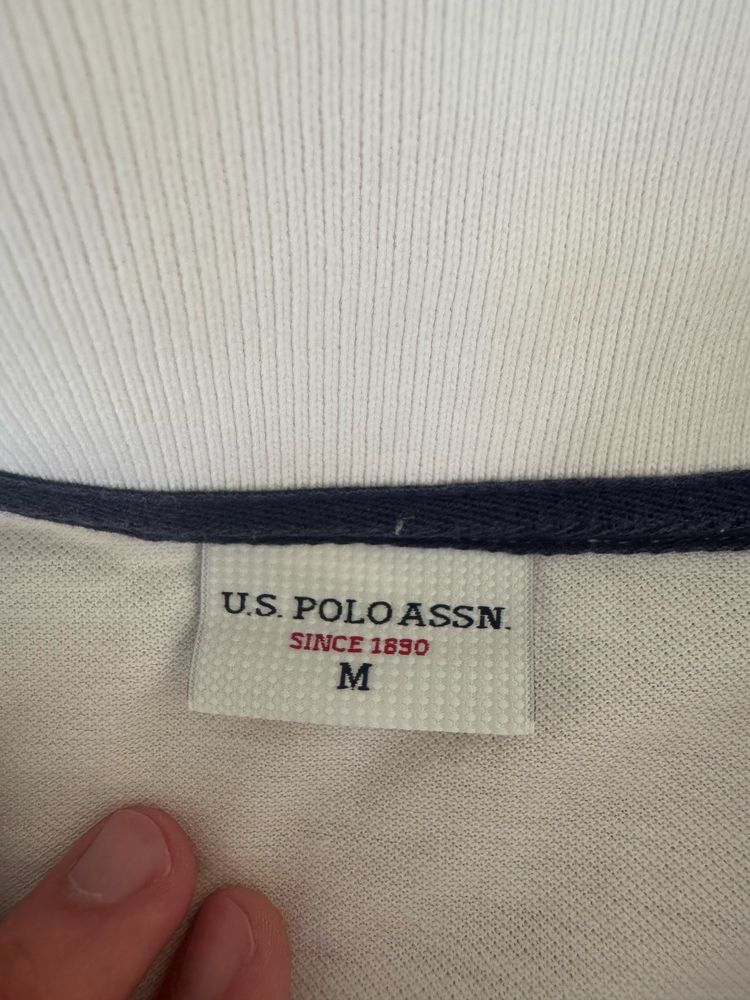 U.S. POLO ASSN.
SINCE 1890
M